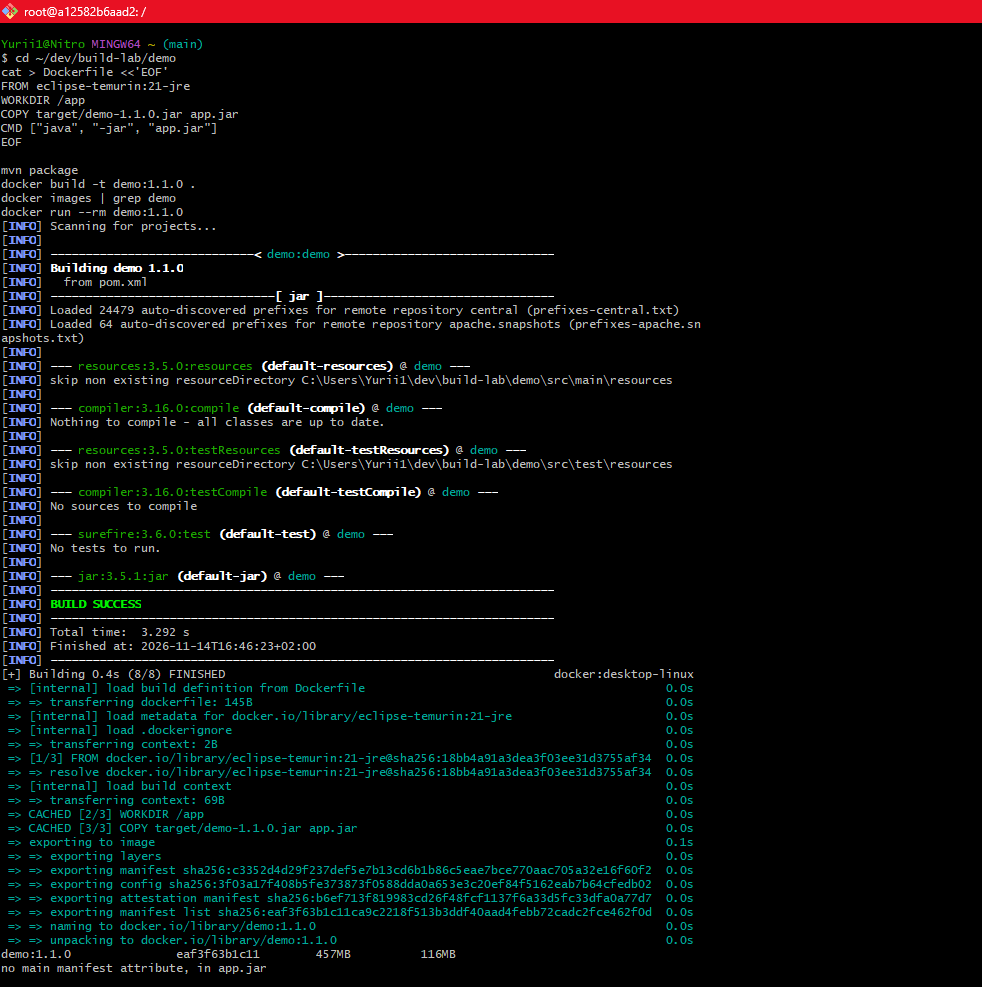 root@a12582b6aad2: /
Yurii1@Nitro MINGW64 ~ (main)
$ cd ~/dev/build-lab/demo
cat > Dockerfile <<'EOF'
FROM eclipse-temurin:21-jre
WORKDIR /app
COPY target/demo-1.1.0.jar app.jar
CMD ["java", "-jar", "app.jar"]
EOF
mvn package
docker build -t demo:1.1.0 .
docker images | grep demo
docker run --rm demo:1.1.0
[INFO] Scanning for projects...
[INFO]
[INFO] -----------------------------< demo:demo >------------------------------
[INFO] Building demo 1.1.0
[INFO]   from pom.xml
[INFO] --------------------------------[ jar ]---------------------------------
[INFO] Loaded 24479 auto-discovered prefixes for remote repository central (prefixes-central.txt)
[INFO] Loaded 64 auto-discovered prefixes for remote repository apache.snapshots (prefixes-apache.sn
apshots.txt)
[INFO]
[INFO] --- resources:3.5.0:resources (default-resources) @ demo ---
[INFO] skip non existing resourceDirectory C:\Users\Yurii1\dev\build-lab\demo\src\main\resources
[INFO]
[INFO] --- compiler:3.16.0:compile (default-compile) @ demo ---
[INFO] Nothing to compile - all classes are up to date.
[INFO]
[INFO] --- resources:3.5.0:testResources (default-testResources) @ demo ---
[INFO] skip non existing resourceDirectory C:\Users\Yurii1\dev\build-lab\demo\src\test\resources
[INFO]
[INFO] --- compiler:3.16.0:testCompile (default-testCompile) @ demo ---
[INFO] No sources to compile
[INFO]
[INFO] --- surefire:3.6.0:test (default-test) @ demo ---
[INFO] No tests to run.
[INFO]
[INFO] --- jar:3.5.1:jar (default-jar) @ demo ---
[INFO] ------------------------------------------------------------------------
[INFO] BUILD SUCCESS
[INFO] ------------------------------------------------------------------------
[INFO] Total time:  3.292 s
[INFO] Finished at: 2026-11-14T16:46:23+02:00
[INFO] ------------------------------------------------------------------------
[+] Building 0.4s (8/8) FINISHED                                               docker:desktop-linux
 => [internal] load build definition from Dockerfile                                           0.0s
 => => transferring dockerfile: 145B                                                           0.0s
 => [internal] load metadata for docker.io/library/eclipse-temurin:21-jre                      0.0s
 => [internal] load .dockerignore                                                              0.0s
 => => transferring context: 2B                                                                0.0s
 => [1/3] FROM docker.io/library/eclipse-temurin:21-jre@sha256:18bb4a91a3dea3f03ee31d3755af34  0.0s
 => => resolve docker.io/library/eclipse-temurin:21-jre@sha256:18bb4a91a3dea3f03ee31d3755af34  0.0s
 => [internal] load build context                                                              0.0s
 => => transferring context: 69B                                                               0.0s
 => CACHED [2/3] WORKDIR /app                                                                  0.0s
 => CACHED [3/3] COPY target/demo-1.1.0.jar app.jar                                            0.0s
 => exporting to image                                                                         0.1s
 => => exporting layers                                                                        0.0s
 => => exporting manifest sha256:c3352d4d29f237def5e7b13cd6b1b86c5eae7bce770aac705a32e16f60f2  0.0s
 => => exporting config sha256:3f03a17f408b5fe373873f0588dda0a653e3c20ef84f5162eab7b64cfedb02  0.0s
 => => exporting attestation manifest sha256:b6ef713f819983cd26f48fcf1137f6a33d5fc33dfa0a77d7  0.0s
 => => exporting manifest list sha256:eaf3f63b1c11ca9c2218f513b3ddf40aad4febb72cadc2fce462f0d  0.0s
 => => naming to docker.io/library/demo:1.1.0                                                  0.0s
 => => unpacking to docker.io/library/demo:1.1.0                                               0.0s
demo:1.1.0               eaf3f63b1c11        457MB          116MB
no main manifest attribute, in app.jar